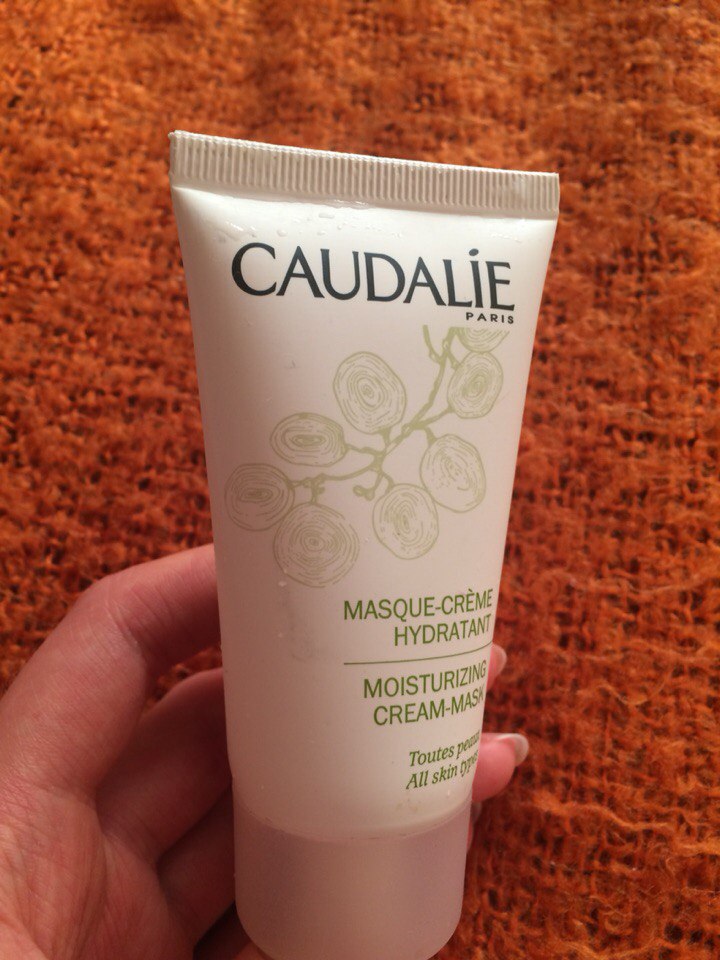 CAUDALIE
PARIS
MASQUE-CRÈME
HYDRATANT
MOISTURIZING
CREAM-MASK
Toutes peaux
All skin types